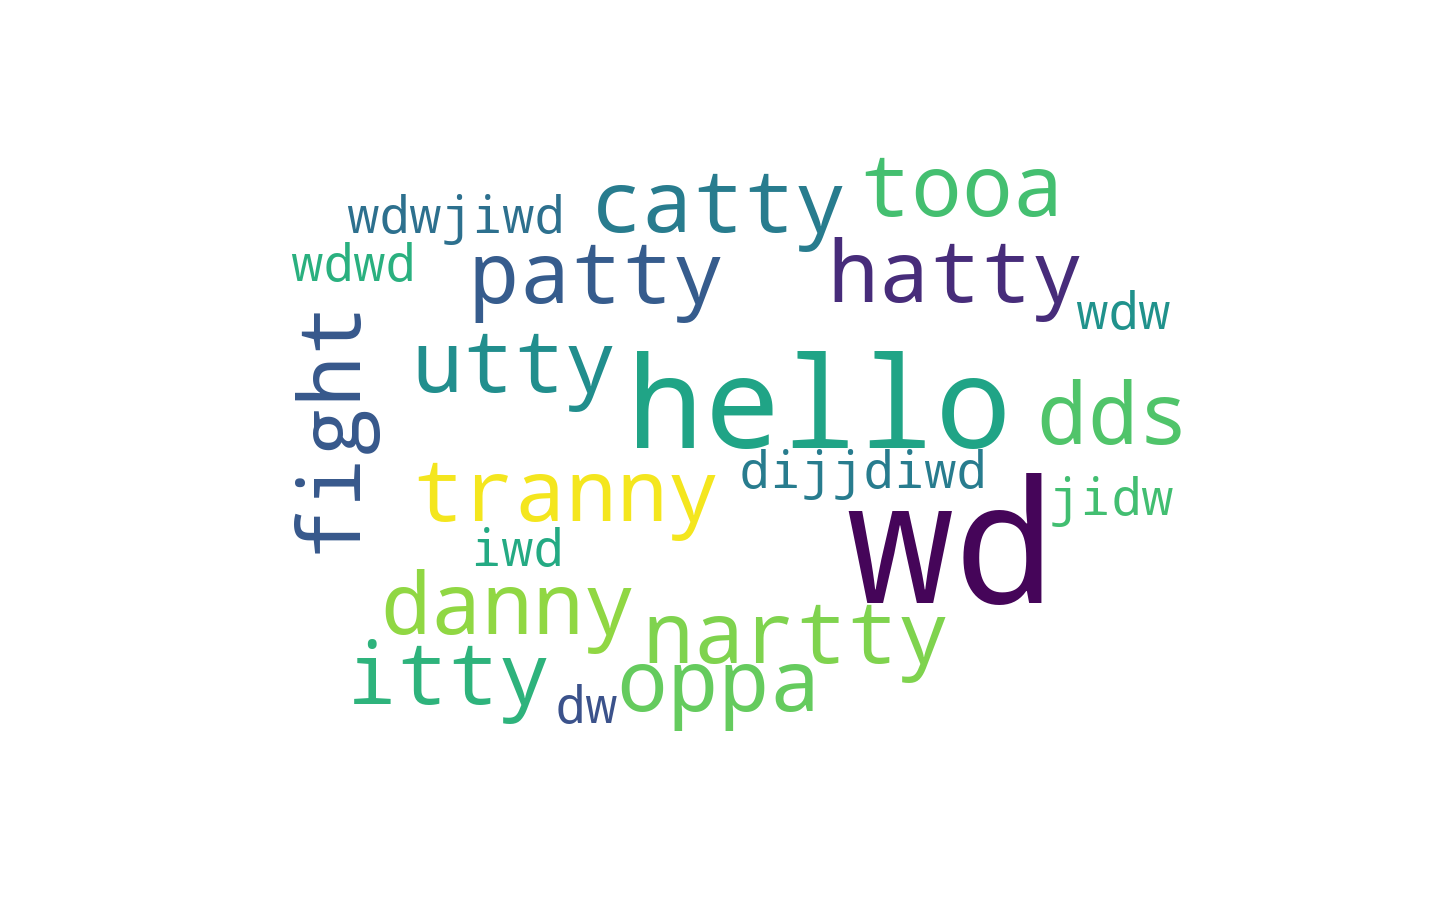 tooa
catty
wdwjiwd
hatty
patty
wdwd
wdw
utty
hello
fight
dds
dijjdiwd
tranny
jidw
wd
iwd
danny
nartty
itty
oppa
dw